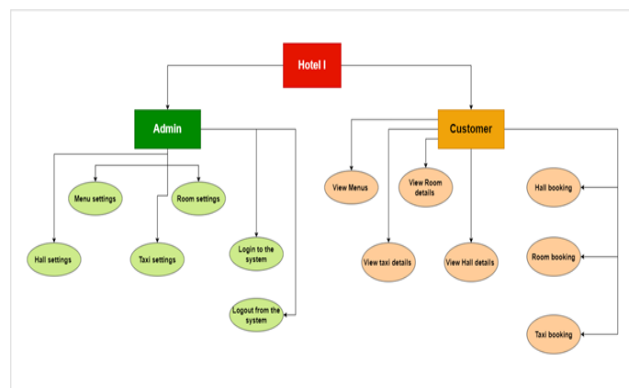 Hotel I
Admin
Customer
Menu settings
Room settings
View Menus
View Room
details
Hall booking
Hall settings
Taxi settings
Login to the
system
View taxi details
View Hall details
Room booking
Logout from the
system
Taxi booking